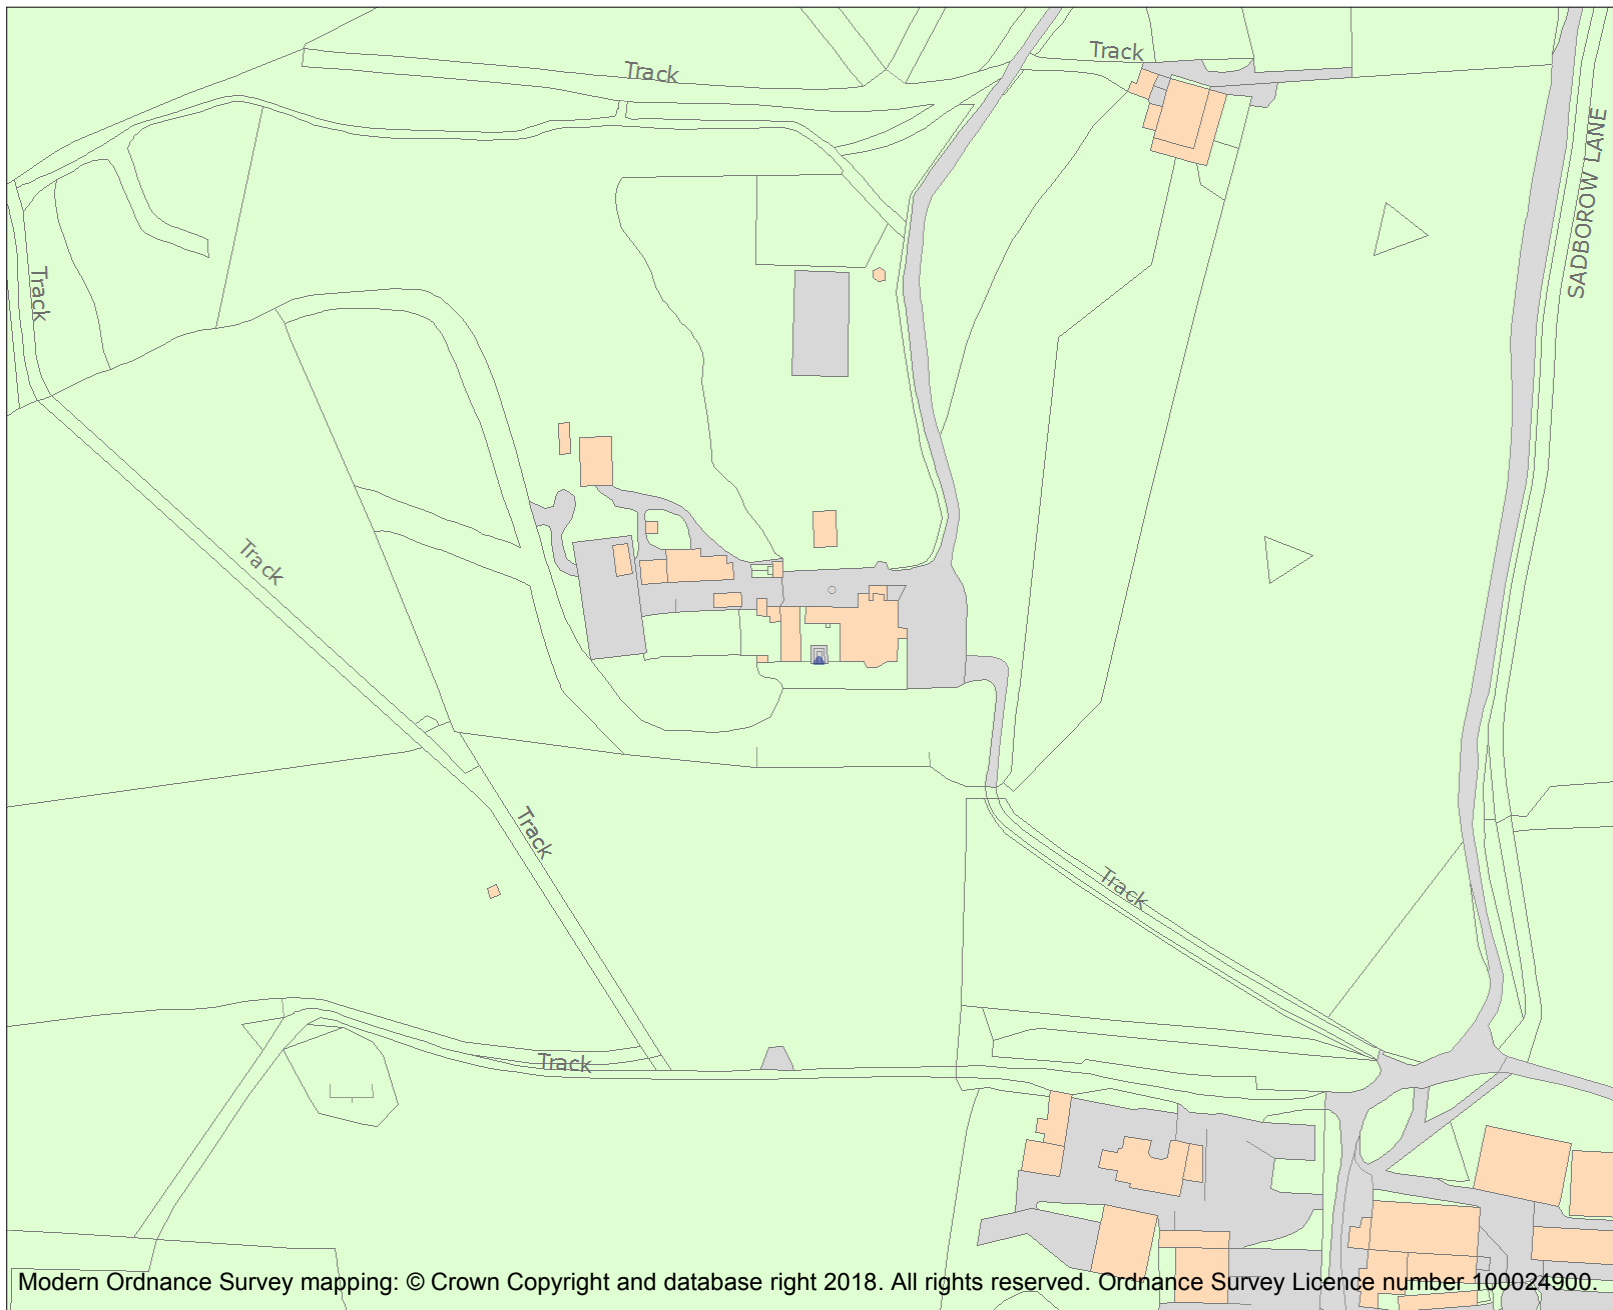 Track
Track
SADBOROW LANE
Track
Track
Track
Track
Track
Modern Ordnance Survey mapping: © Crown Copyright and database right 2018. All rights reserved. Ordnance Survey Licence number 100024900.